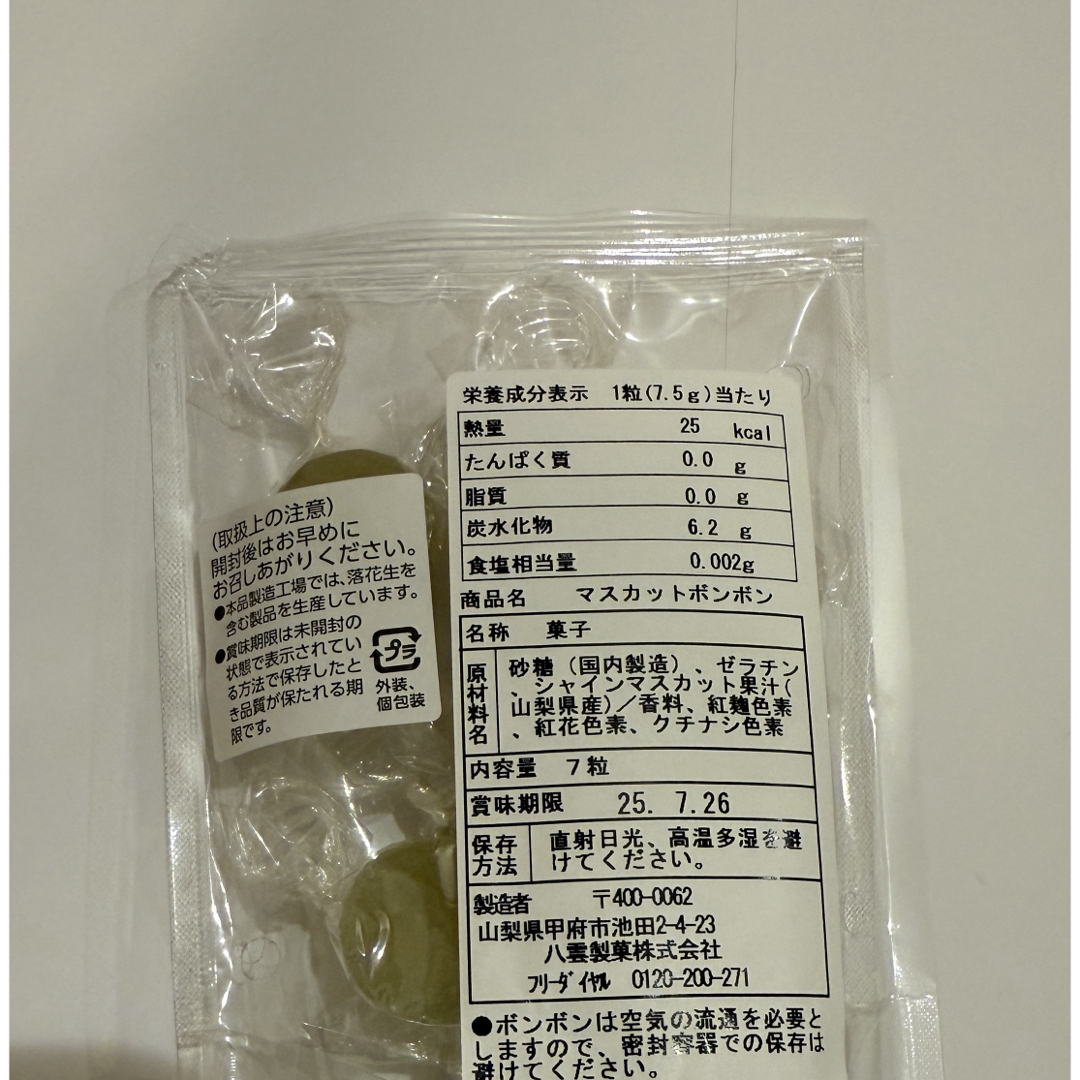 栄養成分表示 1粒(7.5g)当たり
熱量 25 kcal
たんぱく質 0.0 g
脂質 0.0 g
炭水化物 6.2 g
食塩相当量 0.002g
商品名 マスカットボンボン
名称 菓子
原材料名
砂糖(国内製造)、ゼラチン
、シャインマスカット果汁(
山梨県産)/香料、紅麹色素
、紅花色素、クチナシ色素
内容量 7粒
賞味期限 25. 7.26
保存方法
直射日光、高温多湿を避
けてください。
製造者 〒400-0062
山梨県甲府市池田2-4-23
八雲製菓株式会社
フリーダイヤル 0120-200-271
●ボンボンは空気の流通を必要と
しますので、密封容器での保存は
避けてください。
(取扱上の注意)
開封後はお早めに
お召しあがりください。
●本品製造工場では、落花生を
含む製品を生産しています。
●賞味期限は未開封の
状態で表示されてい
る方法で保存したと
き品質が保たれる期
限です。
プラ
外装、
個包装